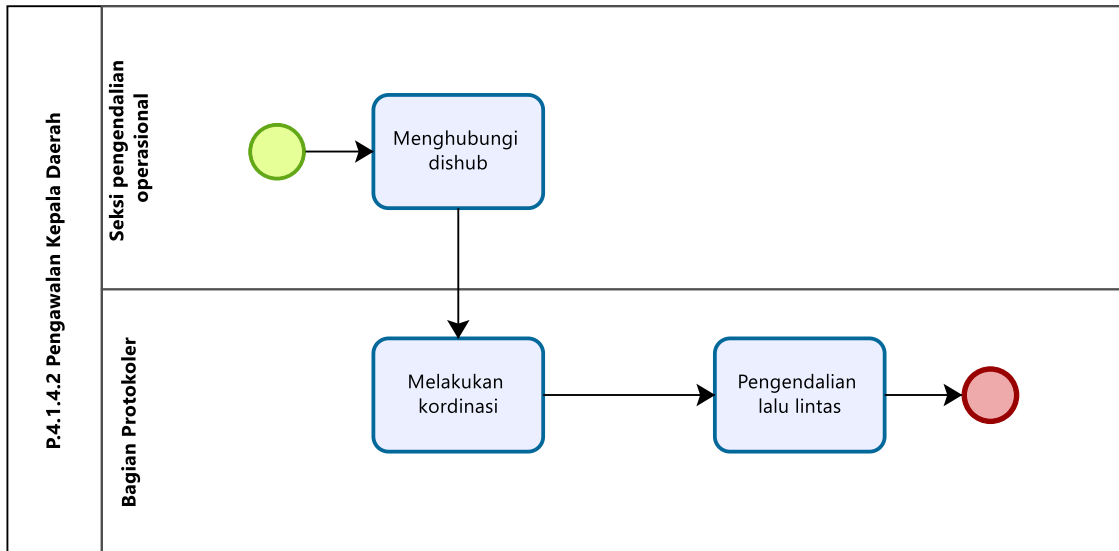 P.4.1.4.2 Pengawalan Kepala Daerah
Seksi pengendalian
operasional
Menghubungi
dishub
Bagian Protokoler
Melakukan
kordinasi
Pengendalian
lalu lintas